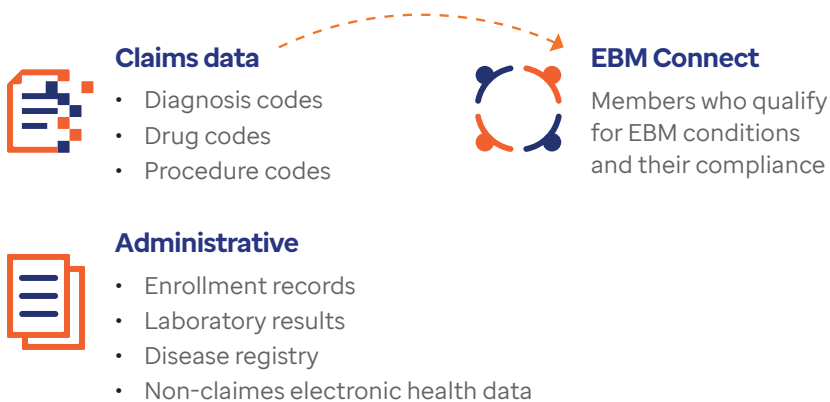 Claims data
• Diagnosis codes
• Drug codes
• Procedure codes
EBM Connect
Members who qualify
for EBM conditions
and their compliance
Administrative
• Enrollment records
• Laboratory results
• Disease registry
• Non-claimes electronic health data